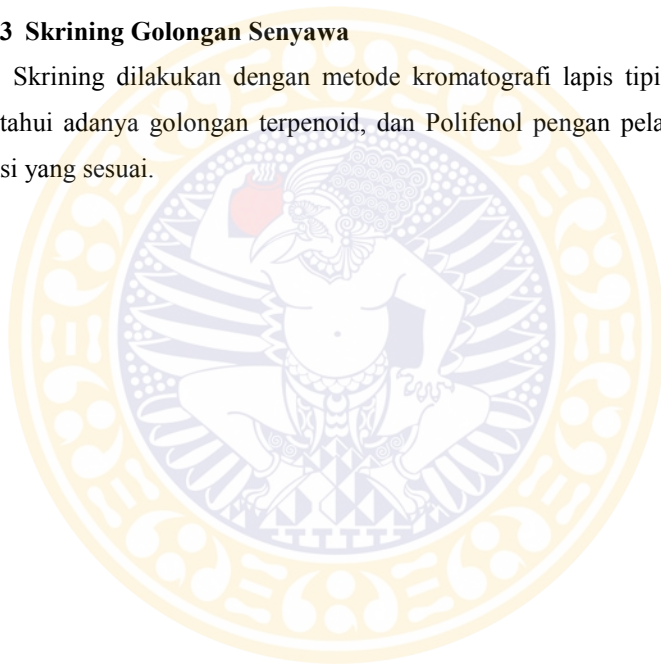 3 Skrining Golongan Senyawa
Skrining dilakukan dengan metode kromatografi lapis tipi
tahui adanya golongan terpenoid, dan Polifenol pengan pela
si yang sesuai.